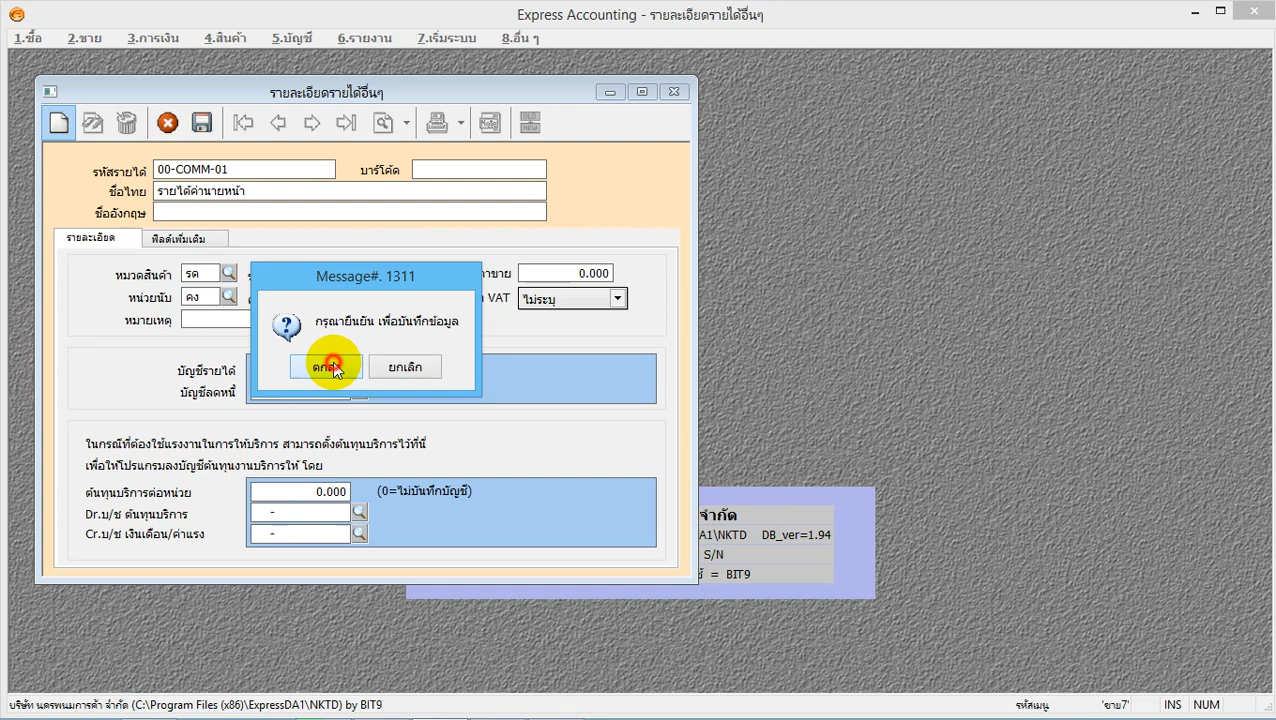 Express Accounting - รายละเอียดรายได้อื่นๆ
1.ซื้อ 2.ขาย 3.การเงิน 4.สินค้า 5.บัญชี 6.รายงาน 7.เริ่มระบบ 8.อื่น ๆ
รายละเอียดรายได้อื่นๆ
รหัสรายได้ 00-COMM-01 บาร์โค้ด
ชื่อไทย รายได้ค่านายหน้า
ชื่ออังกฤษ
รายละเอียด ฟิลด์เพิ่มเติม
หมวดสินค้า รด 0.000
หน่วยนับ คง VAT ไม่ระบุ
หมายเหตุ
Message#. 1311
กรุณายืนยัน เพื่อบันทึกข้อมูล
ยกเลิก
บัญชีรายได้
บัญชีลดหนี้
ในกรณีที่ต้องใช้แรงงานในการให้บริการ สามารถตั้งต้นทุนบริการไว้ที่นี่
เพื่อให้โปรแกรมลงบัญชีต้นทุนงานบริการให้ โดย
ต้นทุนบริการต่อหน่วย 0.000 (0=ไม่บันทึกบัญชี)
Dr.บ/ช ต้นทุนบริการ -
Cr.บ/ช เงินเดือน/ค่าแรง -
จำกัด
A1\NKTD DB_ver=1.94
S/N
= BIT9
บริษัท นครพนมการค้า จำกัด (C:\Program Files (x86)\ExpressDA1\NKTD) by BIT9 รหัสเมนู 'ขาย7' INS NUM